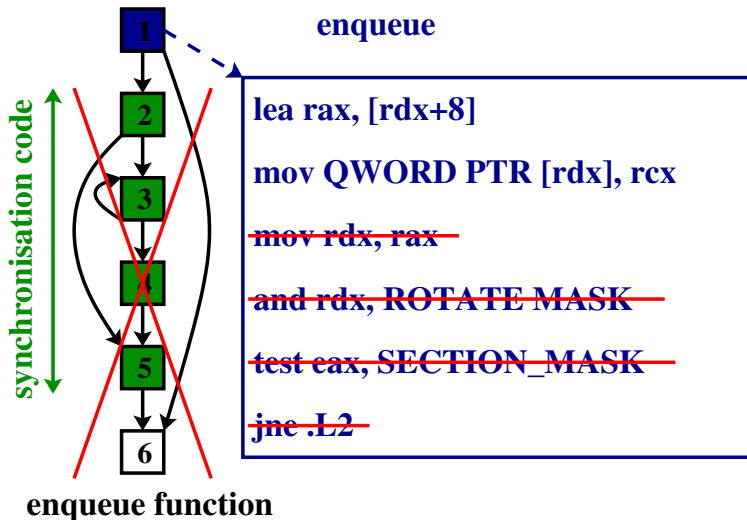 1
enqueue
2
lea rax, [rdx+8]
mov QWORD PTR [rdx], rcx
3
mov rdx, rax
4
and rdx, ROTATE MASK
5
test eax, SECTION_MASK
jne .L2
6
synchronisation code
enqueue function